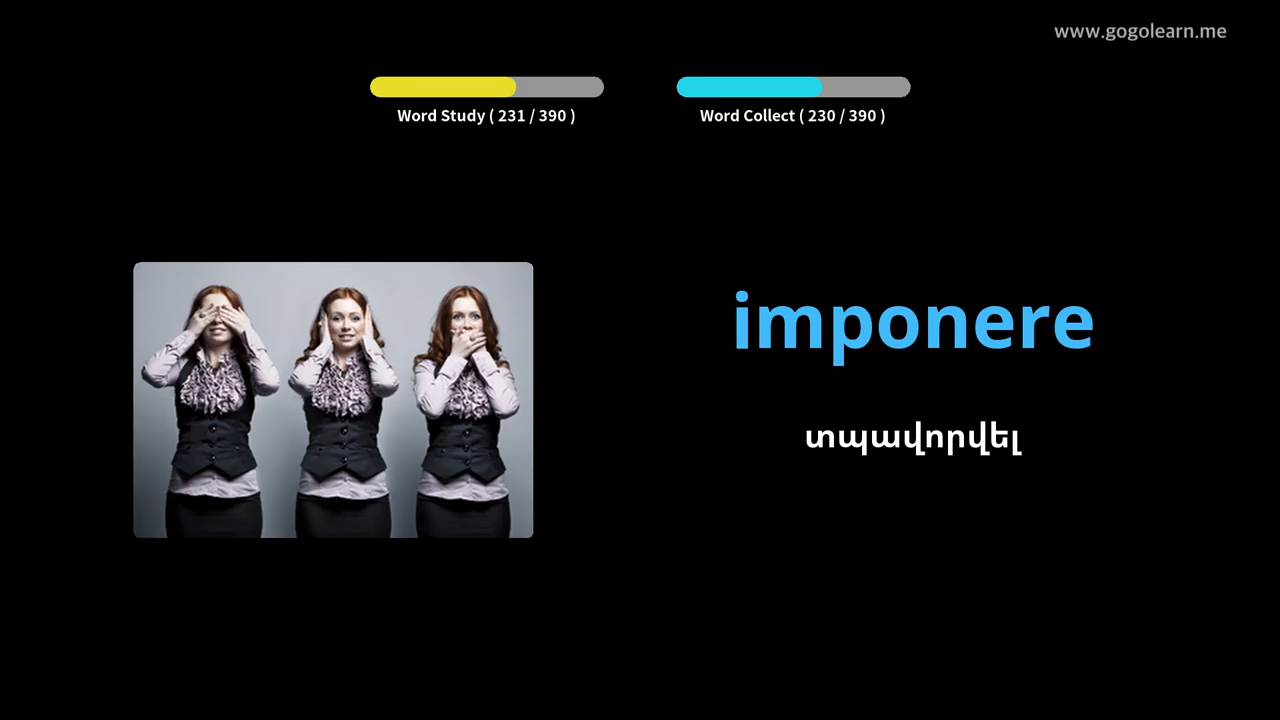 www.gogolearn.me
Word Study ( 231 / 390 )
Word Collect ( 230 / 390 )
imponere
տպավորվել